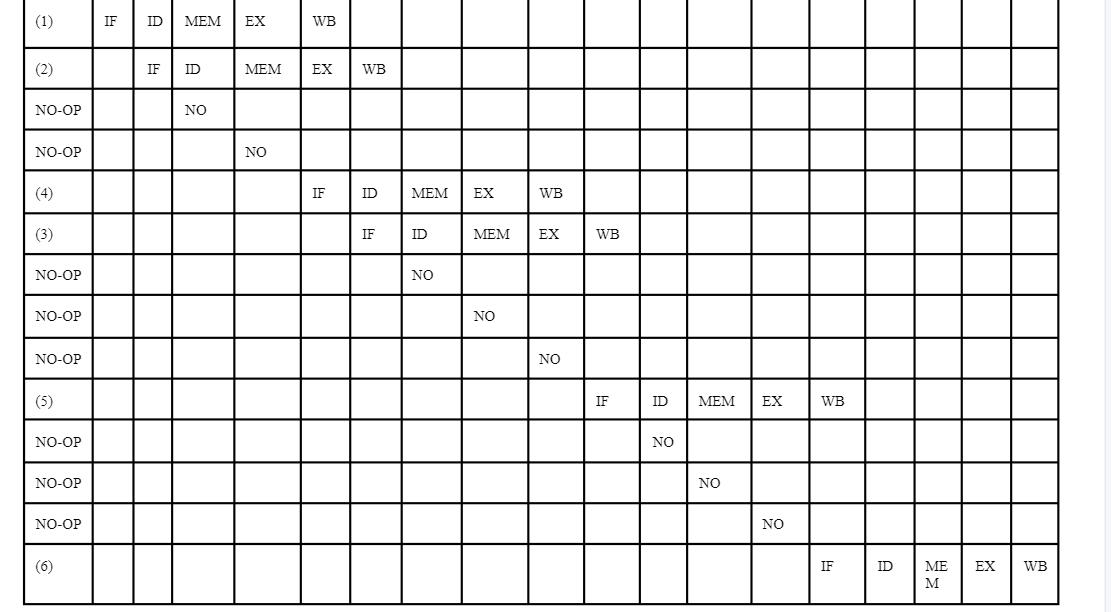 (1) IF ID MEM EX WB
(2) IF ID MEM EX WB
NO-OP NO
NO-OP NO
(4) IF ID MEM EX WB
(3) IF ID MEM EX WB
NO-OP NO
NO-OP NO
NO-OP NO
(5) IF ID MEM EX WB
NO-OP NO
NO-OP NO
NO-OP NO
(6) IF ID ME EX WB
M